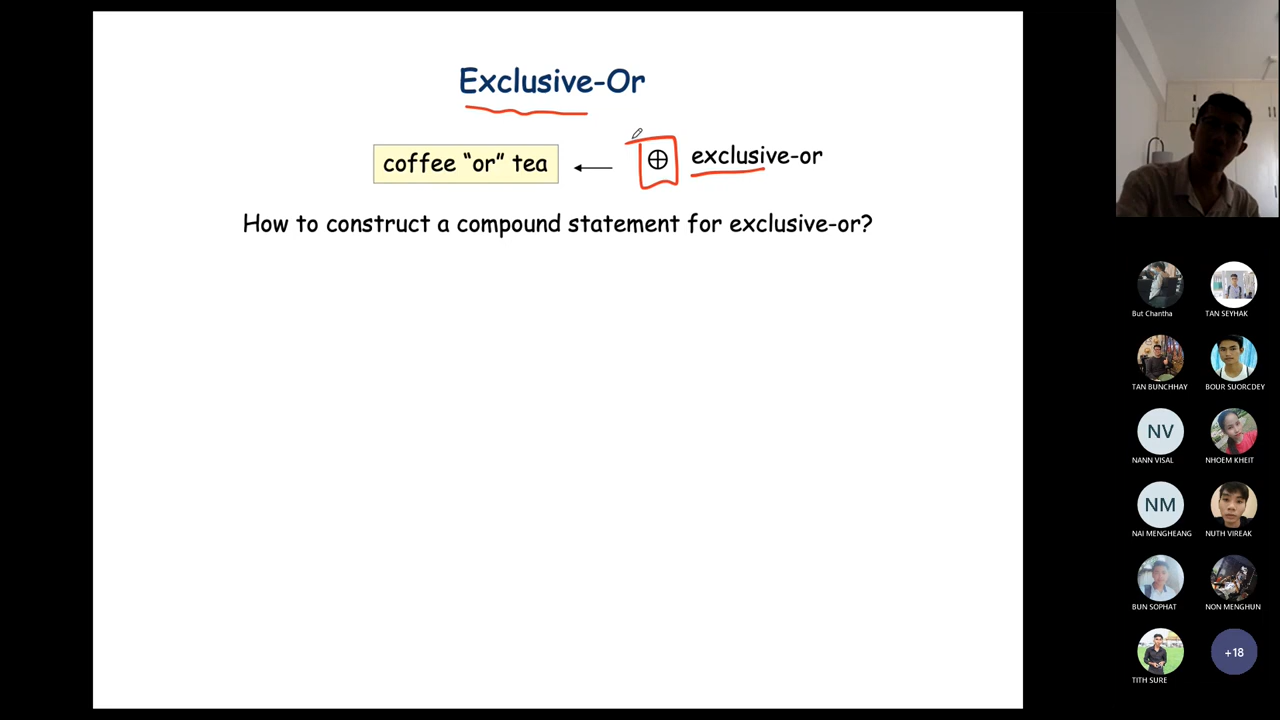 Exclusive-Or
coffee “or” tea ← ⊕ exclusive-or
How to construct a compound statement for exclusive-or?
But Chantha TAN SEYHAK
TAN BUNCHHAY BOUR SUORCDEY
NV
NANN VISAL NHOEM KHEIT
NM
NAI MENGHEANG NUTH VIREAK
BUN SOPHAT NON MENGHUN
+18
TITH SURE